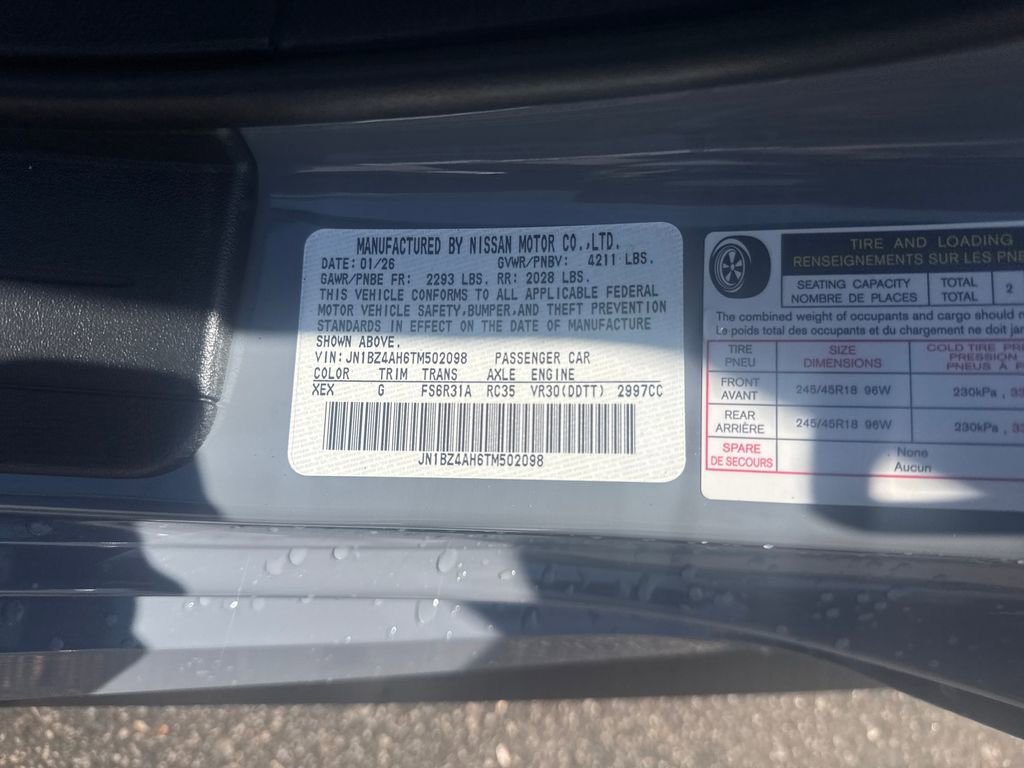 MANUFACTURED BY NISSAN MOTOR CO.,LTD.
DATE: 01/26 GVWR/PNBV: 4211 LBS.
GAWR/PNBE FR: 2293 LBS. RR: 2028 LBS.
THIS VEHICLE CONFORMS TO ALL APPLICABLE FEDERAL
MOTOR VEHICLE SAFETY,BUMPER,AND THEFT PREVENTION
STANDARDS IN EFFECT ON THE DATE OF MANUFACTURE
SHOWN ABOVE.
VIN: JN1BZ4AH6TM502098 PASSENGER CAR
COLOR TRIM TRANS AXLE ENGINE
XEX G FS6R31A RC35 VR30(DDTT) 2997CC
JN1BZ4AH6TM502098
TIRE AND LOADING
RENSEIGNEMENTS SUR LES PNE
SEATING CAPACITY TOTAL 2
NOMBRE DE PLACES TOTAL
The combined weight of occupants and cargo should n
Le poids total des occupants et du chargement ne doit jan
TIRE SIZE COLD TIRE PRE
PNEU DIMENSIONS PRESSION
PNEUS À F
FRONT 245/45R18 96W 230kPa, 33
AVANT
REAR 245/45R18 96W 230kPa, 33
ARRIÈRE
SPARE None
DE SECOURS Aucun